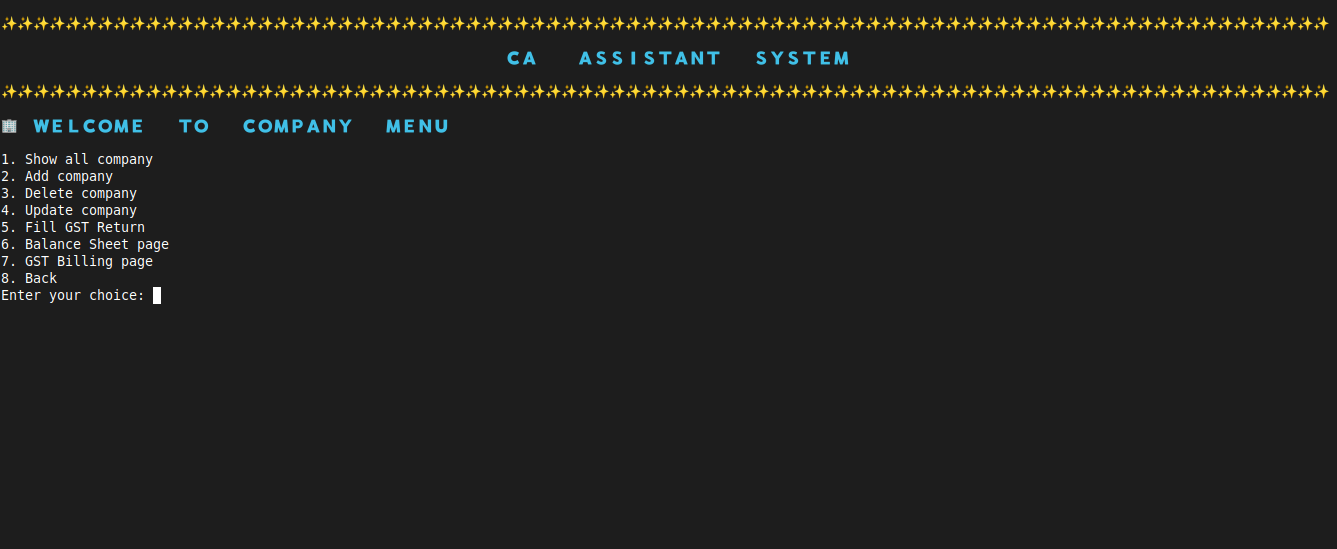 CA ASSISTANT SYSTEM
WELCOME TO COMPANY MENU
1. Show all company
2. Add company
3. Delete company
4. Update company
5. Fill GST Return
6. Balance Sheet page
7. GST Billing page
8. Back
Enter your choice: